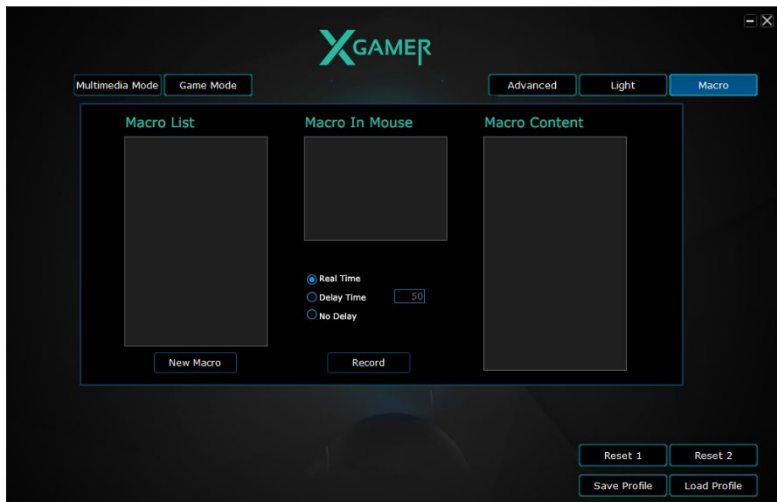 XGAMER
Multimedia Mode Game Mode Advanced Light Macro
Macro List Macro In Mouse Macro Content
Real Time
Delay Time 50
No Delay
New Macro Record
Reset 1 Reset 2
Save Profile Load Profile